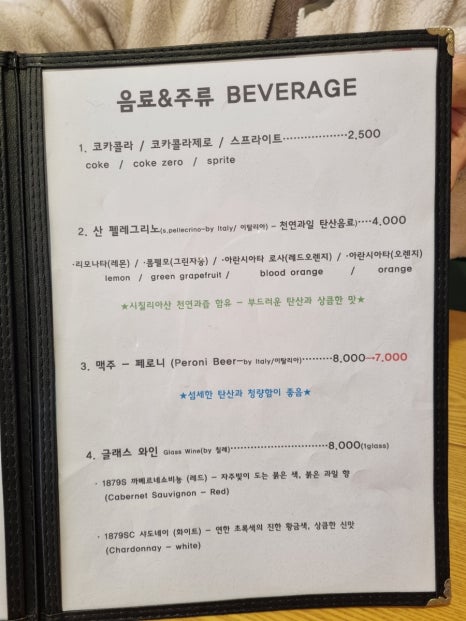 음료&주류 BEVERAGE
1. 코카콜라 / 코카콜라제로 / 스프라이트··················2,500
coke / coke zero / sprite
2. 산 펠레그리노(s.pellecrino-by Italy/ 이탈리아) - 천연과일 탄산음료)····4,000
·리모나타(레몬) / ·폼펠모(그린자몽) / ·아란시아타 로사(레드오렌지) / ·아란시아타(오렌지)
lemon / green grapefruit / blood orange / orange
★시칠리아산 천연과즙 함유 - 부드러운 탄산과 상큼한 맛★
3. 맥주 - 페로니 (Peroni Beer-by Italy/이탈리아)·········8,000→7,000
★섬세한 탄산과 청량함이 좋음★
4. 글래스 와인 Glass Wine(by 칠레)····························8,000(1glass)
· 1879S 까베르네쇼비뇽 (레드) - 자주빛이 도는 붉은 색, 붉은 과일 향
(Cabernet Sauvignon - Red)
· 1879SC 샤도네이 (화이트) - 연한 초록색의 진한 황금색, 상큼한 신맛
(Chardonnay - white)